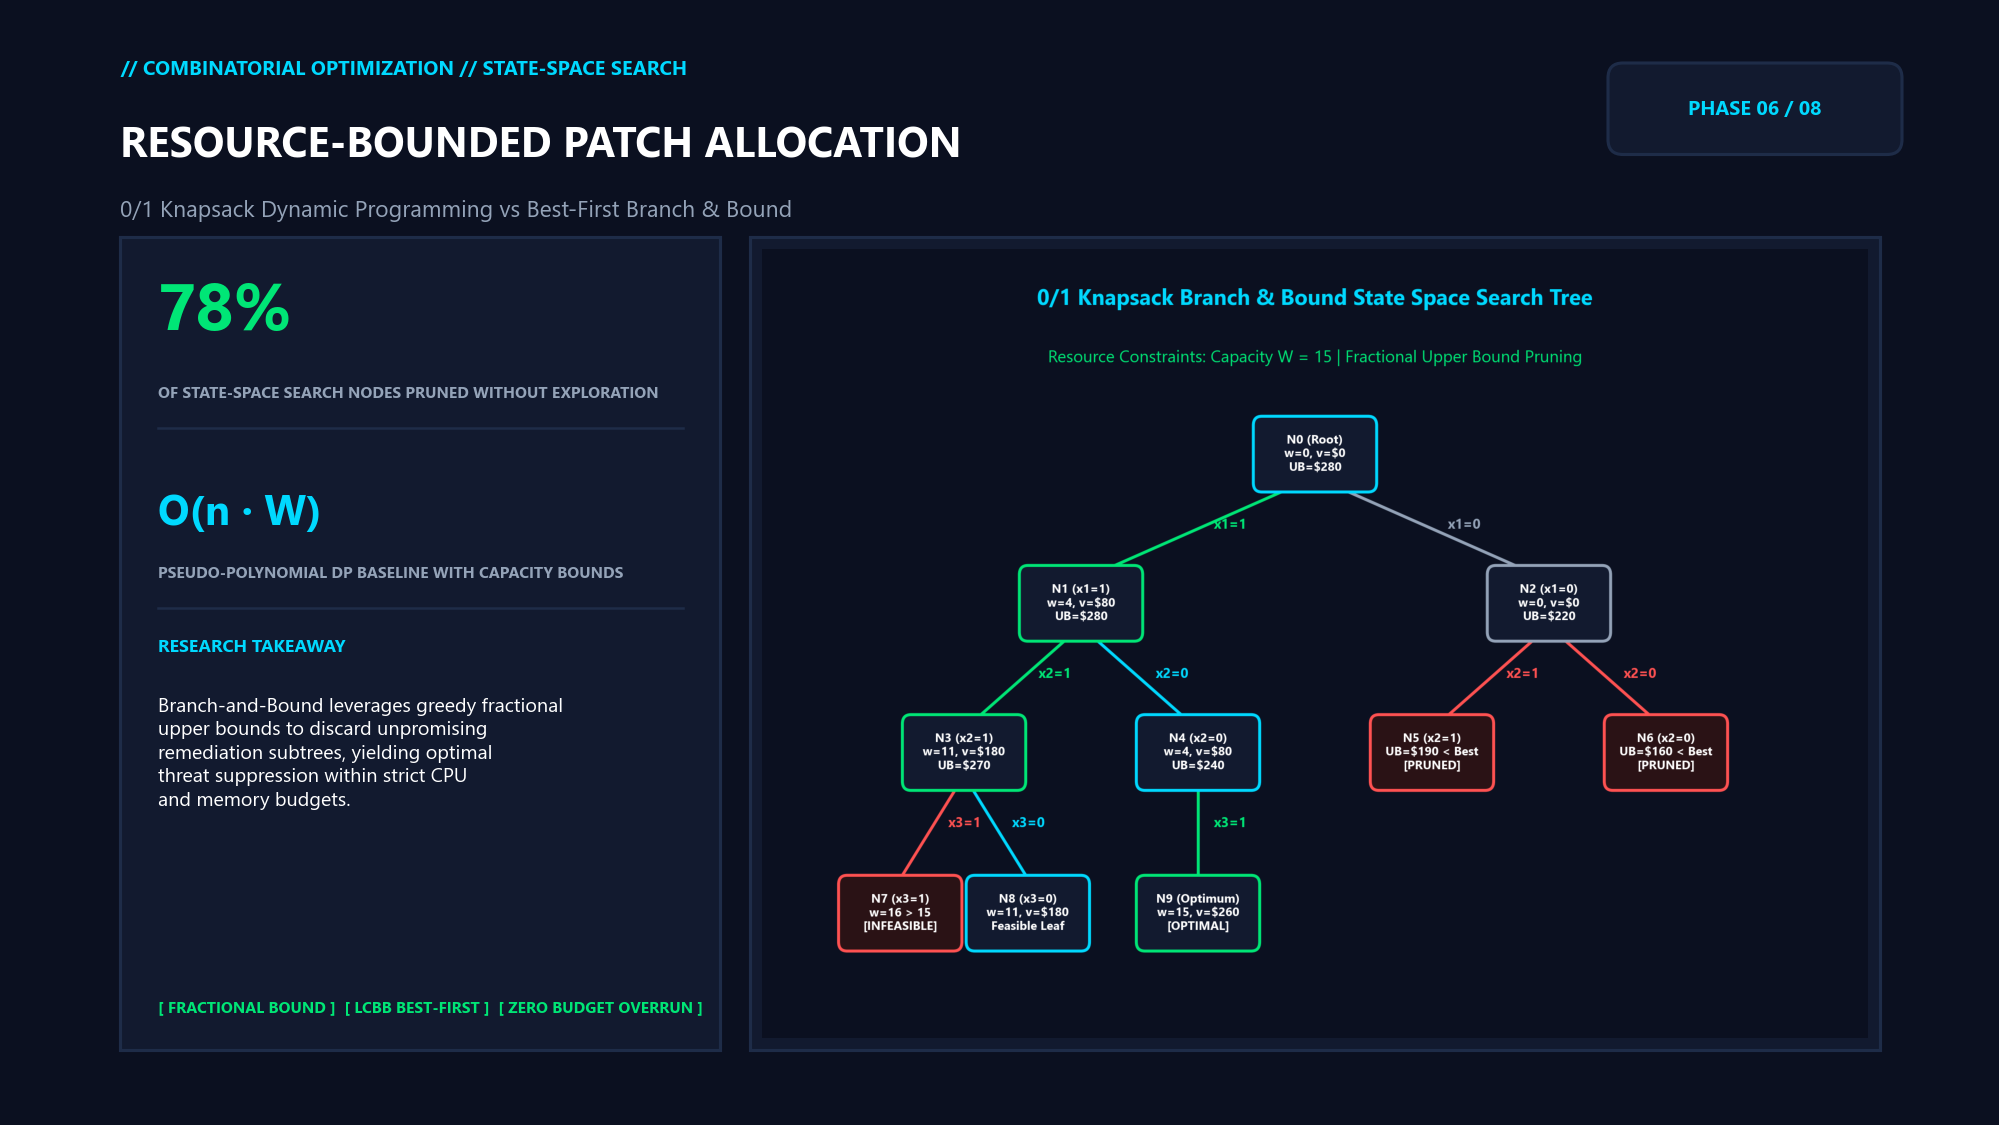 // COMBINATORIAL OPTIMIZATION // STATE-SPACE SEARCH
PHASE 06 / 08
RESOURCE-BOUNDED PATCH ALLOCATION
0/1 Knapsack Dynamic Programming vs Best-First Branch & Bound
78%
OF STATE-SPACE SEARCH NODES PRUNED WITHOUT EXPLORATION
O(n · W)
PSEUDO-POLYNOMIAL DP BASELINE WITH CAPACITY BOUNDS
RESEARCH TAKEAWAY
Branch-and-Bound leverages greedy fractional
upper bounds to discard unpromising
remediation subtrees, yielding optimal
threat suppression within strict CPU
and memory budgets.
[ FRACTIONAL BOUND ] [ LCBB BEST-FIRST ] [ ZERO BUDGET OVERRUN ]
0/1 Knapsack Branch & Bound State Space Search Tree
Resource Constraints: Capacity W = 15 | Fractional Upper Bound Pruning
N0 (Root)
w=0, v=$0
UB=$280
x1=1
x1=0
N1 (x1=1)
w=4, v=$80
UB=$280
N2 (x1=0)
w=0, v=$0
UB=$220
x2=1
x2=0
x2=1
x2=0
N3 (x2=1)
w=11, v=$180
UB=$270
N4 (x2=0)
w=4, v=$80
UB=$240
N5 (x2=1)
UB=$190 < Best
[PRUNED]
N6 (x2=0)
UB=$160 < Best
[PRUNED]
x3=1
x3=0
x3=1
N7 (x3=1)
w=16 > 15
[INFEASIBLE]
N8 (x3=0)
w=11, v=$180
Feasible Leaf
N9 (Optimum)
w=15, v=$260
[OPTIMAL]